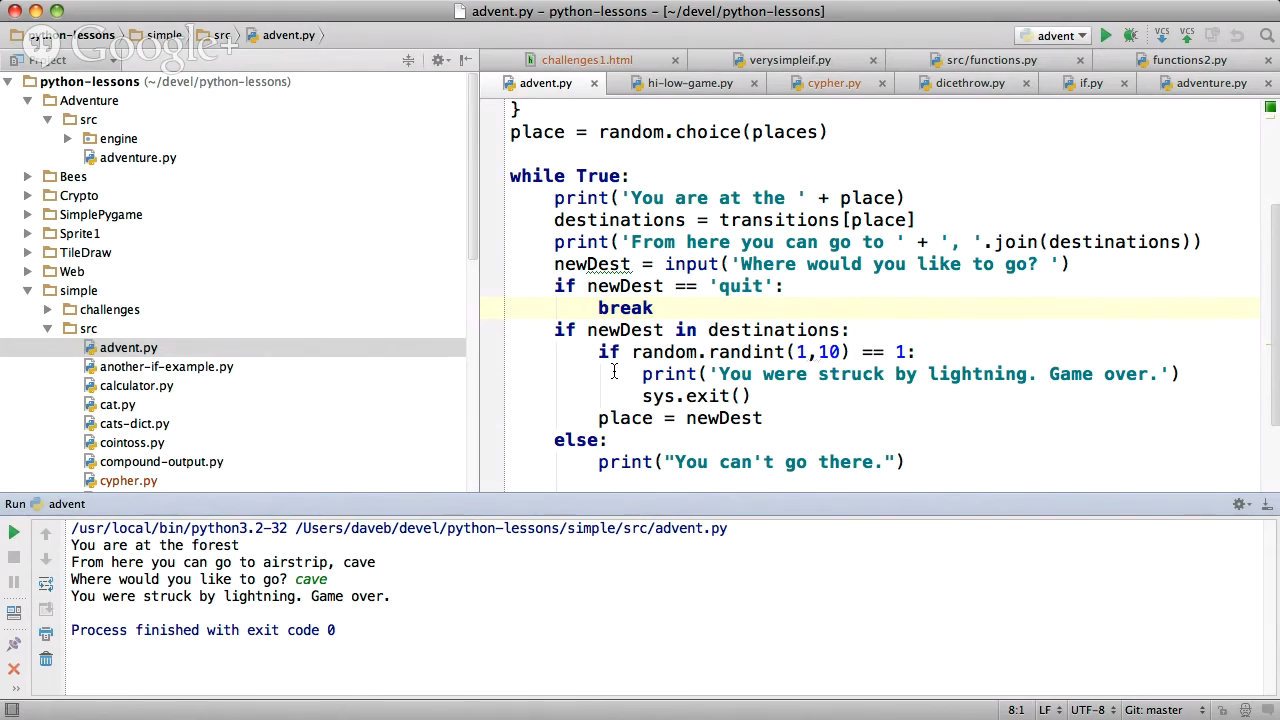 advent.py - python-lessons - [~/devel/python-lessons]
python-lessons simple src advent.py
Google+
advent
VCS VCS
Project
challenges1.html verysimpleif.py src/functions.py functions2.py
advent.py hi-low-game.py cypher.py dicethrow.py if.py adventure.py
python-lessons (~/devel/python-lessons)
Adventure
src
engine
adventure.py
Bees
Crypto
SimplePygame
Sprite1
TileDraw
Web
simple
challenges
src
advent.py
another-if-example.py
calculator.py
cat.py
cats-dict.py
cointoss.py
compound-output.py
cypher.py
}
place = random.choice(places)
while True:
print('You are at the ' + place)
destinations = transitions[place]
print('From here you can go to ' + ', '.join(destinations))
newDest = input('Where would you like to go? ')
if newDest == 'quit':
break
if newDest in destinations:
if random.randint(1,10) == 1:
print('You were struck by lightning. Game over.')
sys.exit()
place = newDest
else:
print("You can't go there.")
Run advent
/usr/local/bin/python3.2-32 /Users/daveb/devel/python-lessons/simple/src/advent.py
You are at the forest
From here you can go to airstrip, cave
Where would you like to go? cave
You were struck by lightning. Game over.
Process finished with exit code 0
8:1 LF UTF-8 Git: master